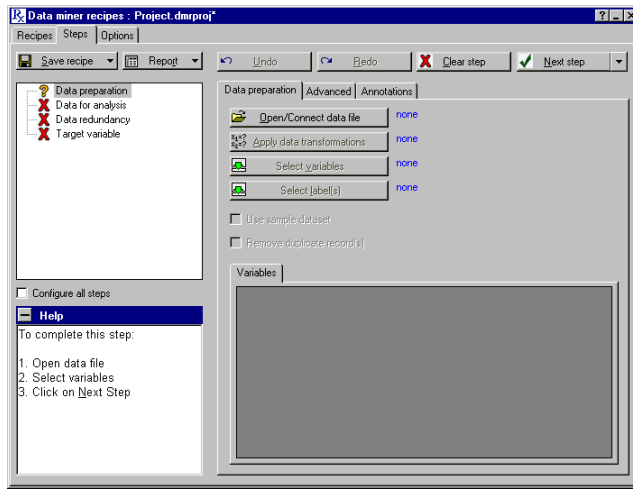 Data miner recipes : Project.dmrproj*
Recipes Steps Options
Save recipe Report Undo Redo Clear step Next step
Data preparation
Data for analysis
Data redundancy
Target variable
Data preparation Advanced Annotations
Open/Connect data file none
Apply data transformations none
Select variables none
Select label(s) none
Use sample dataset
Remove duplicate record(s)
Variables
Configure all steps
Help
To complete this step:
1. Open data file
2. Select variables
3. Click on Next Step